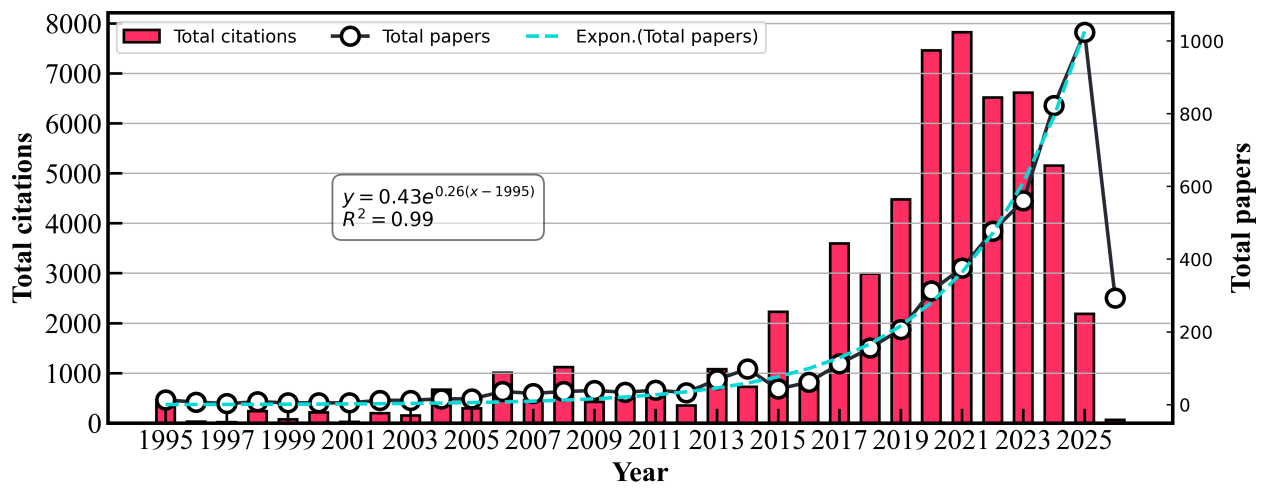 Total citations
Total papers
Expon.(Total papers)
8000
7000
6000
5000
4000
3000
2000
1000
0
Total citations
y = 0.43e^{0.26(x−1995)}
R² = 0.99
1000
800
600
400
200
0
Total papers
1995 1997 1999 2001 2003 2005 2007 2009 2011 2013 2015 2017 2019 2021 2023 2025
Year